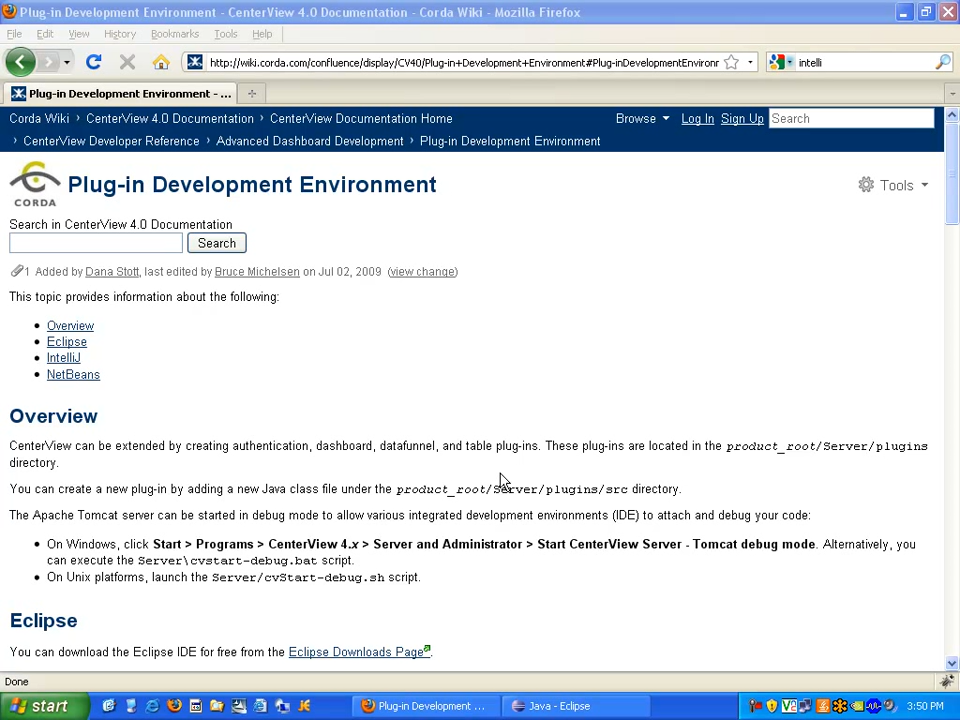 Plug-in Development Environment - CenterView 4.0 Documentation - Corda Wiki - Mozilla Firefox
File Edit View History Bookmarks Tools Help
http://wiki.corda.com/confluence/display/CV40/Plug-in+Development+Environment#Plug-inDevelopmentEnvironr
intelli
Plug-in Development Environment - ...
Corda Wiki › CenterView 4.0 Documentation › CenterView Documentation Home
Browse Log In Sign Up Search
› CenterView Developer Reference › Advanced Dashboard Development › Plug-in Development Environment
CORDA
Plug-in Development Environment
Tools
Search in CenterView 4.0 Documentation
Search
1 Added by Dana Stott, last edited by Bruce Michelsen on Jul 02, 2009 (view change)
This topic provides information about the following:
• Overview
• Eclipse
• IntelliJ
• NetBeans
Overview
CenterView can be extended by creating authentication, dashboard, datafunnel, and table plug-ins. These plug-ins are located in the product_root/Server/plugins
directory.
You can create a new plug-in by adding a new Java class file under the product_root/Server/plugins/src directory.
The Apache Tomcat server can be started in debug mode to allow various integrated development environments (IDE) to attach and debug your code:
• On Windows, click Start > Programs > CenterView 4.x > Server and Administrator > Start CenterView Server - Tomcat debug mode. Alternatively, you
can execute the Server\cvstart-debug.bat script.
• On Unix platforms, launch the Server/cvStart-debug.sh script.
Eclipse
You can download the Eclipse IDE for free from the Eclipse Downloads Page.
Done
start
Plug-in Development ...
Java - Eclipse
3:50 PM